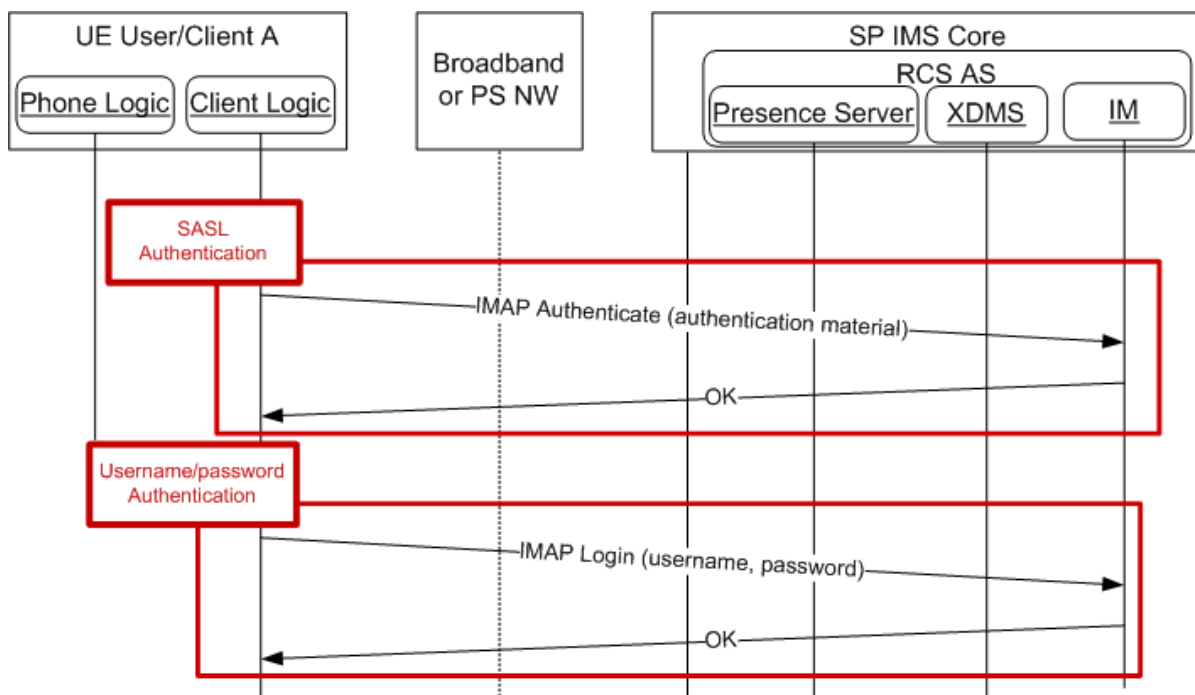 UE User/Client A
Phone Logic
Client Logic
Broadband
or PS NW
SP IMS Core
RCS AS
Presence Server
XDMS
IM
SASL
Authentication
IMAP Authenticate (authentication material)
OK
Username/password
Authentication
IMAP Login (username, password)
OK